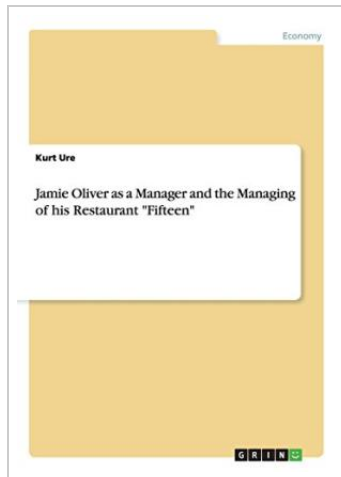 Economy
Kurt Ure
Jamie Oliver as a Manager and the Managing
of his Restaurant "Fifteen"
GRIN